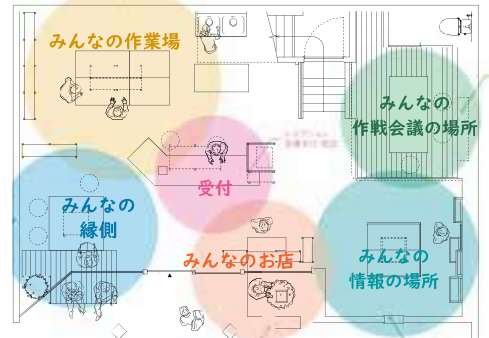 みんなの作業場
みんなの
作戦会議の場所
受付
みんなの
縁側
みんなのお店
みんなの
情報の場所